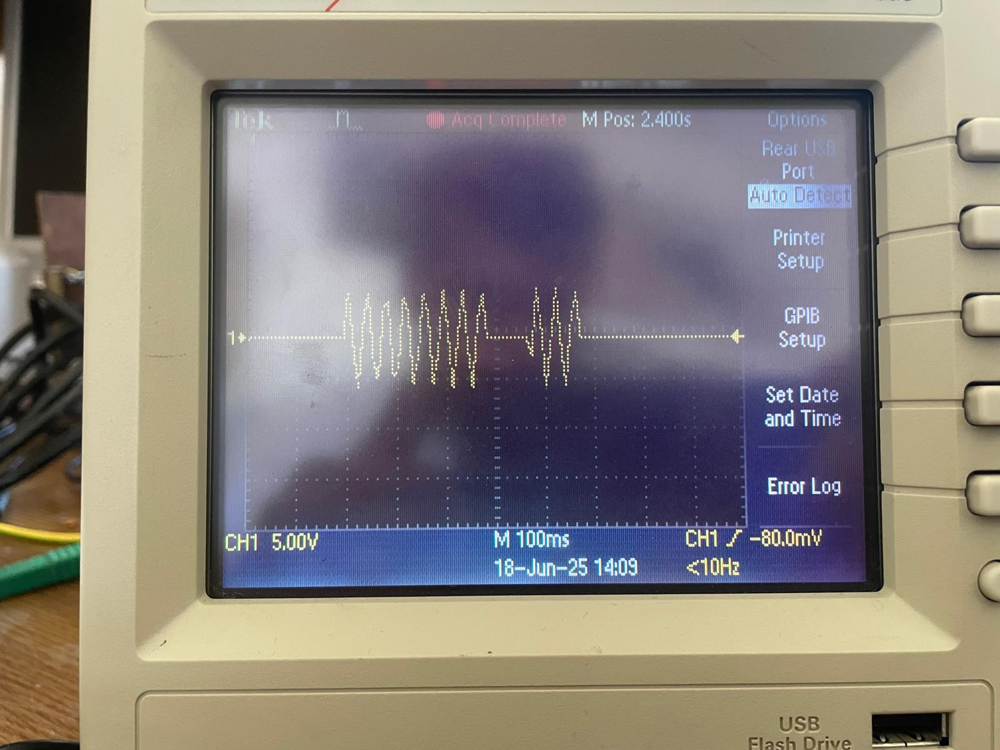 Tek
Acq Complete
M Pos: 2.400s
Options
Rear USB
Port
Auto Detect
Printer
Setup
GPIB
Setup
Set Date
and Time
Error Log
1
CH1 5.00V
M 100ms
CH1
-80.0mV
18-Jun-25 14:09
<10Hz
USB
Flash Drive